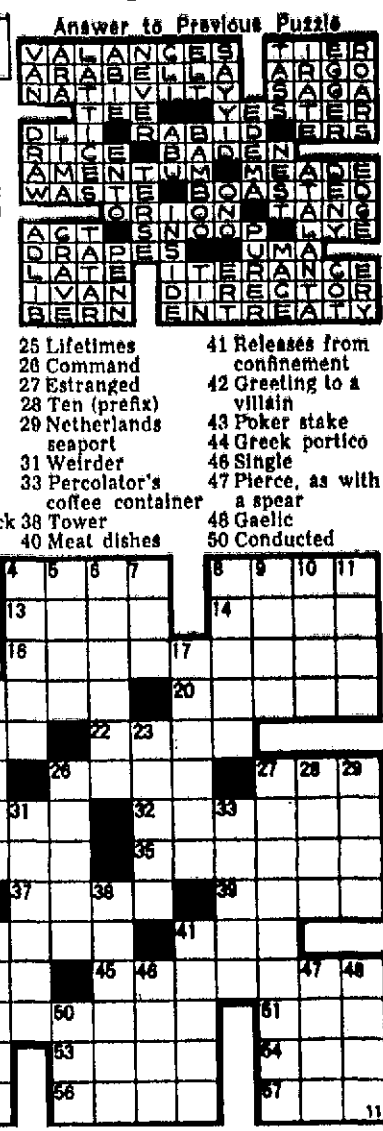 Answer to Previous Puzzle
VALANCES TIER
ARABELLA ARGO
NATIVITY SAGA
TEE YESTER
DLI RABID ERS
RICE BADEN
AMENTUM MEADE
WASTE BOASTED
ORION TANG
ACT SNOOP LYE
DRAPES UMA
LATE ITERANCE
IVAN DIRECTOR
BERN ENTREATY
25 Lifetimes
26 Command
27 Estranged
28 Ten (prefix)
29 Netherlands
seaport
31 Weirder
33 Percolator's
coffee container
38 Tower
40 Meat dishes
41 Releases from
confinement
42 Greeting to a
villain
43 Poker stake
44 Greek portico
46 Single
47 Pierce, as with
a spear
48 Gaelic
50 Conducted
4 5 6 7 8 9 10 11
13 14
16 17
20
22 23
26 27 28 29
31 32 33
35
37 38 39
41
45 46 47 48
50 51
53 54
56 57
11